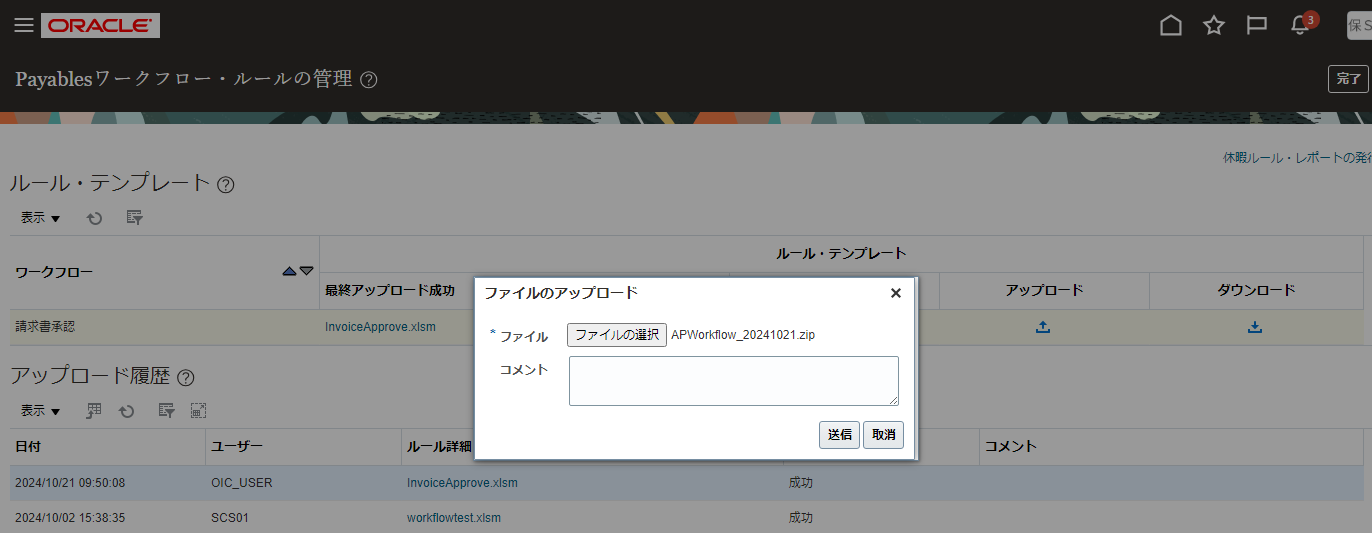 ORACLE
3
保 S
Payablesワークフロー・ルールの管理
完了
休暇ルール・レポートの発行
ルール・テンプレート
表示
ワークフロー
ルール・テンプレート
最終アップロード成功
アップロード
ダウンロード
請求書承認
InvoiceApprove.xlsm
ファイルのアップロード
* ファイル
ファイルの選択 APWorkflow_20241021.zip
コメント
送信
取消
アップロード履歴
表示
日付 ユーザー ルール詳細 コメント
2024/10/21 09:50:08 OIC_USER InvoiceApprove.xlsm 成功
2024/10/02 15:38:35 SCS01 workflowtest.xlsm 成功